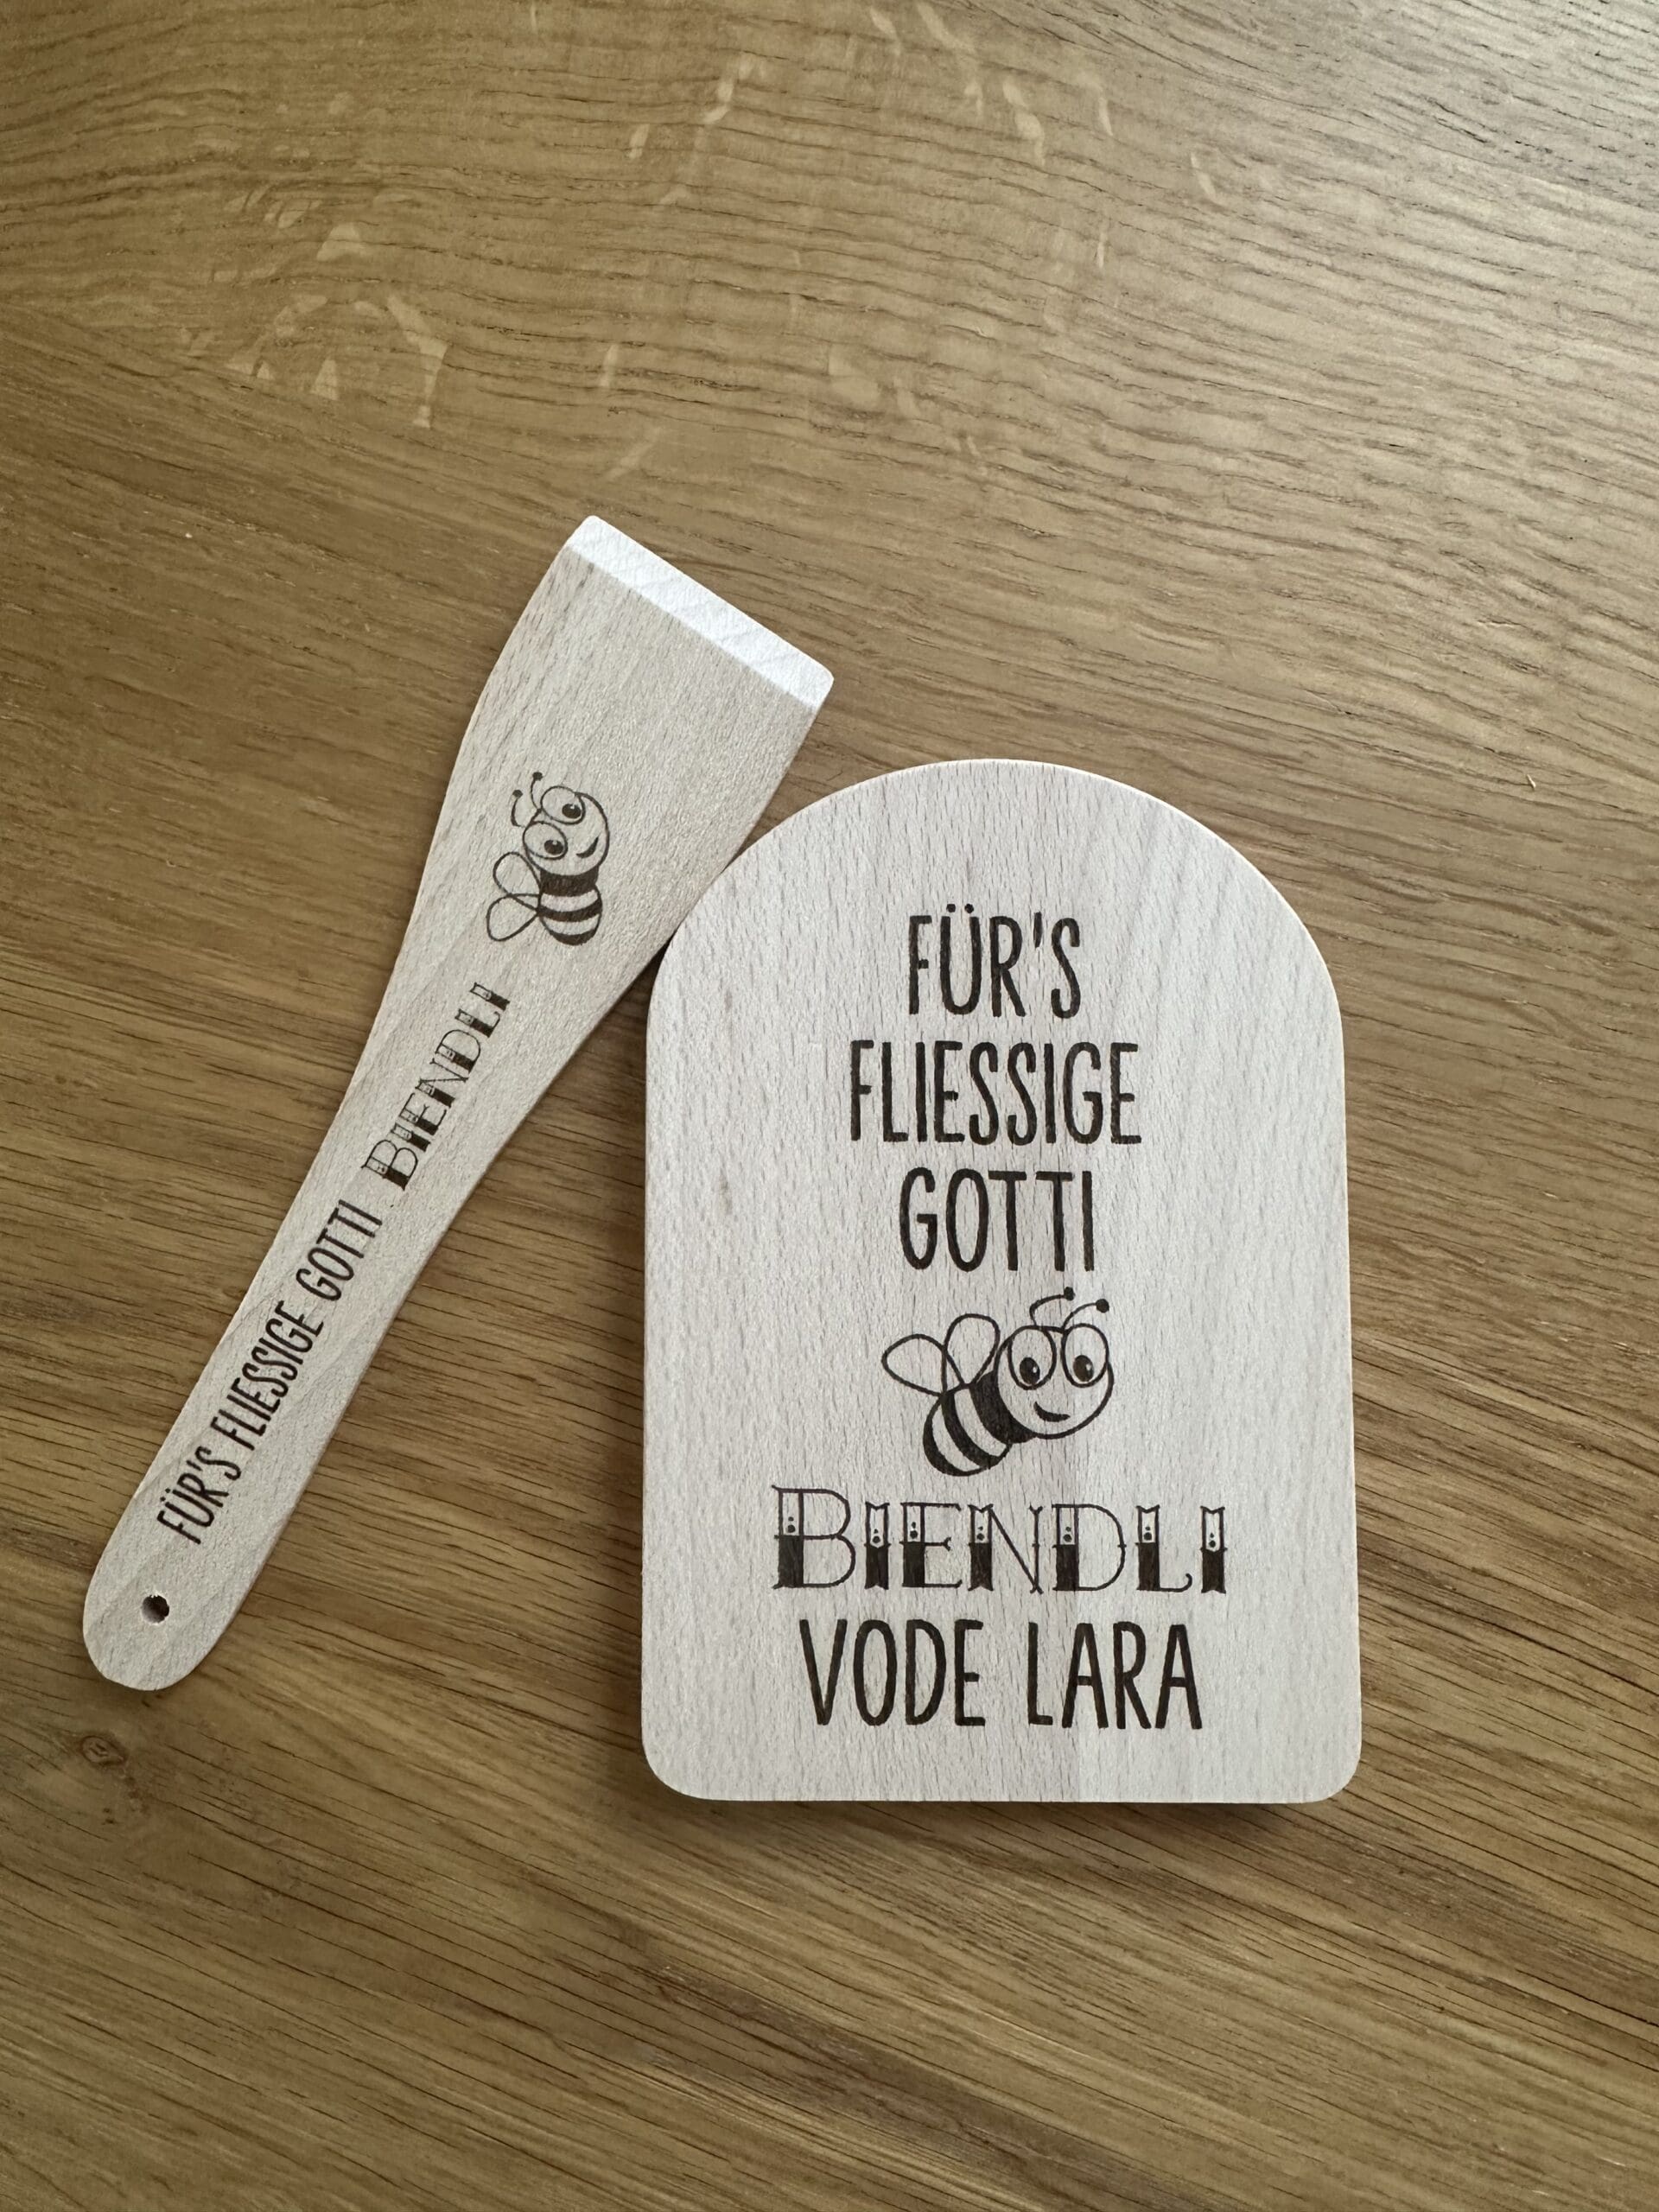 FÜR'S FLIESSIGE GOTTI BIENDLI
FÜR'S
FLIESSIGE
GOTTI
BIENDLI
VODE LARA